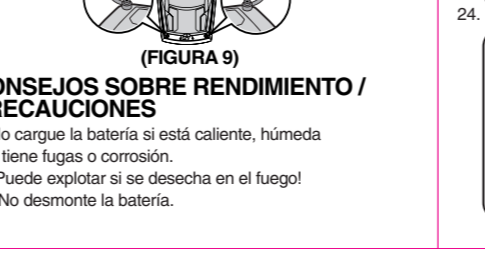 (FIGURA 9)
ONSEJOS SOBRE RENDIMIENTO /
RECAUCIONES
o cargue la batería si está caliente, húmeda
tiene fugas o corrosión.
Puede explotar si se desecha en el fuego!
No desmonte la batería.
24.